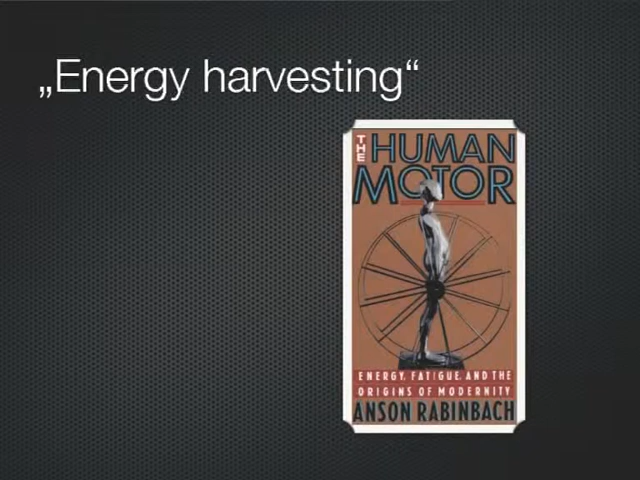 „Energy harvesting“
THE HUMAN
MOTOR
ENERGY, FATIGUE, AND THE
ORIGINS OF MODERNITY
ANSON RABINBACH